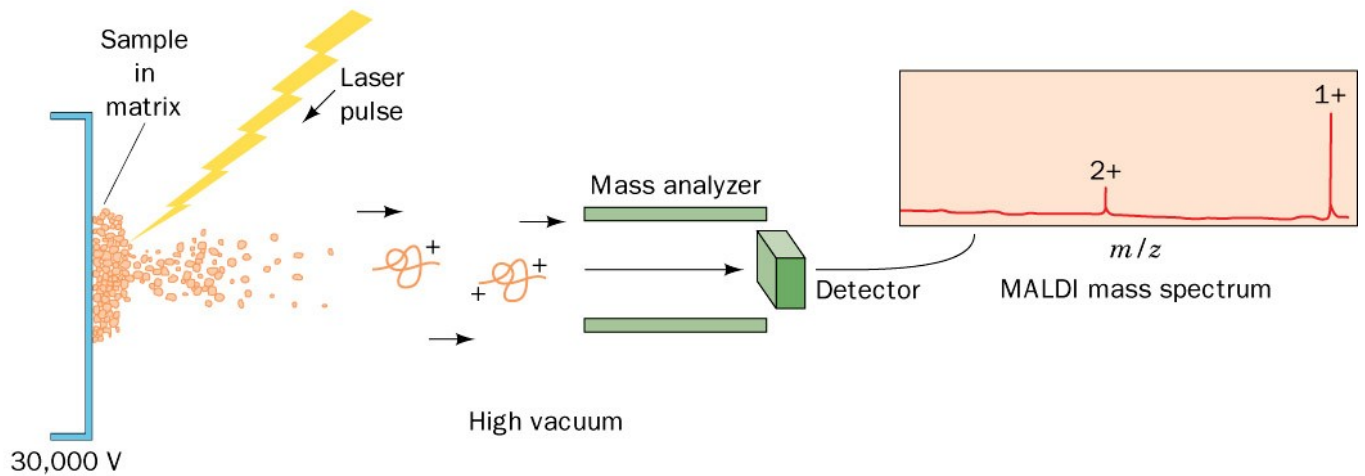 Sample
in
matrix
Laser
pulse
1+
2+
Mass analyzer
+
+
+
m/z
Detector
MALDI mass spectrum
High vacuum
30,000 V